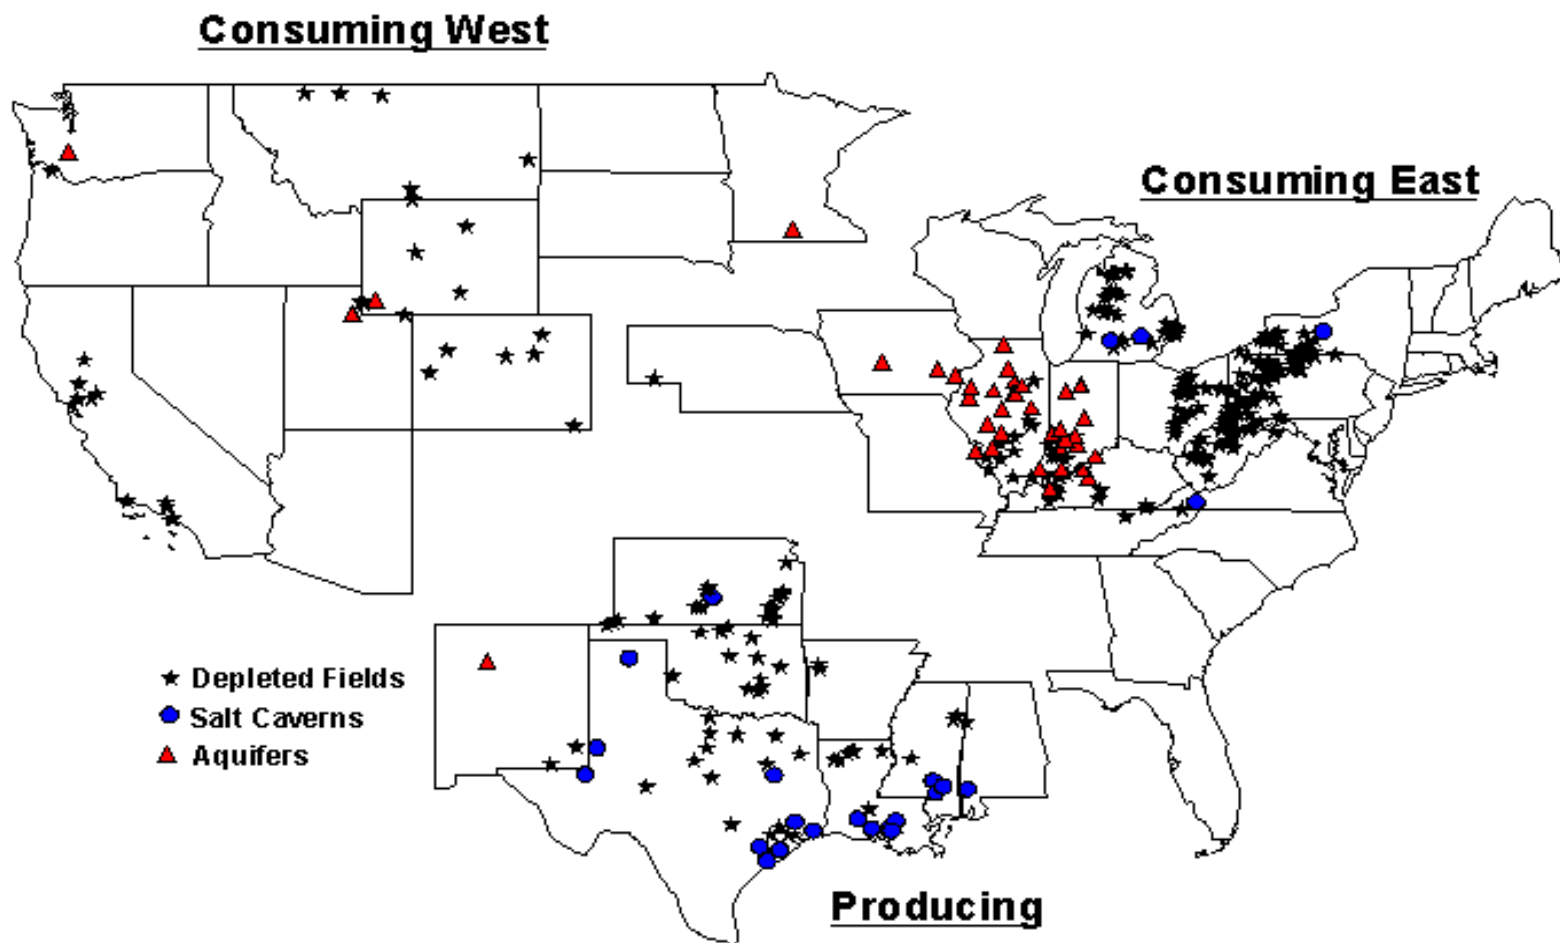 Consuming West
Consuming East
Depleted Fields
Salt Caverns
Aquifers
Producing